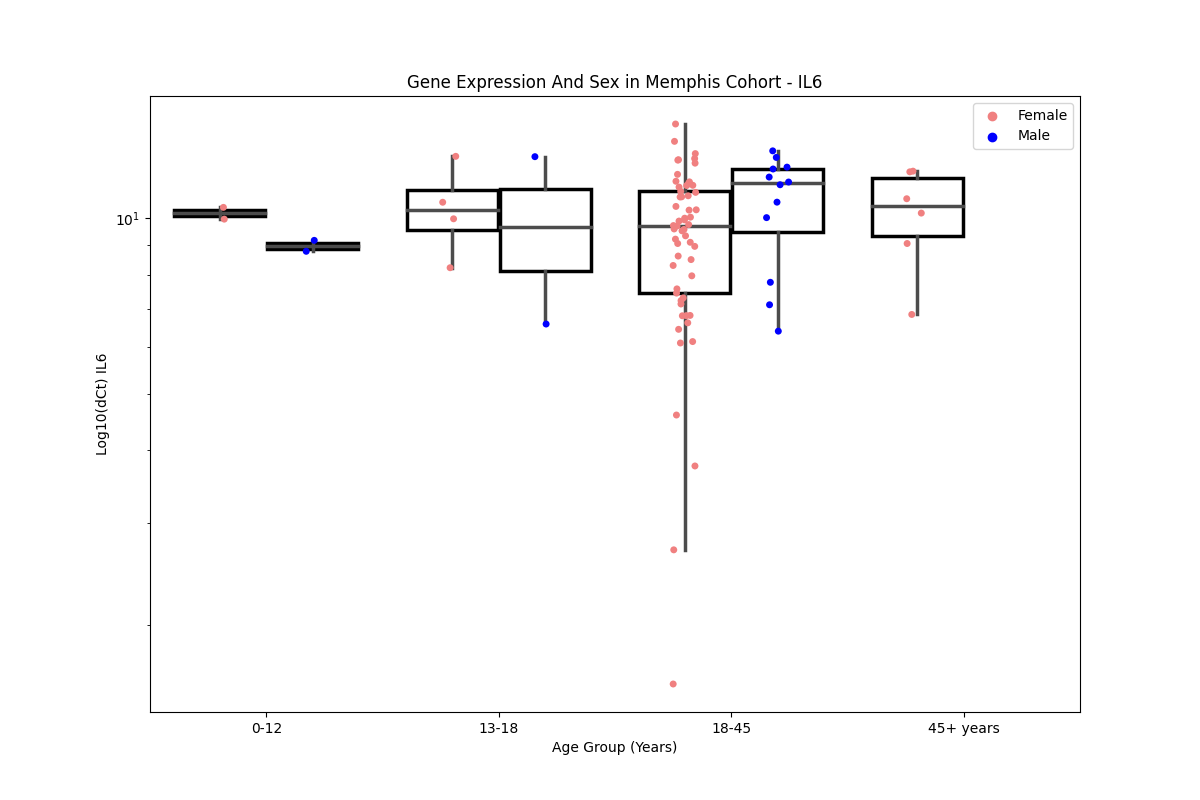 Gene Expression And Sex in Memphis Cohort - IL6
Female
Male
10¹
Log10(dCt) IL6
0-12
13-18
18-45
45+ years
Age Group (Years)